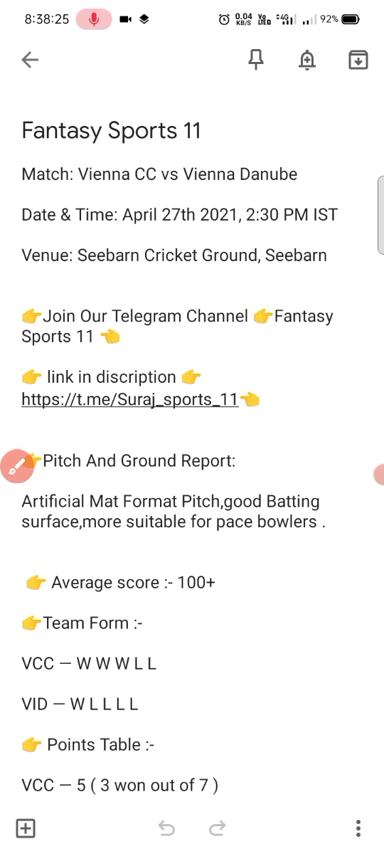 8:38:25
0.04 KB/S Vo LTE 4G 92%
Fantasy Sports 11
Match: Vienna CC vs Vienna Danube
Date & Time: April 27th 2021, 2:30 PM IST
Venue: Seebarn Cricket Ground, Seebarn
👉Join Our Telegram Channel 👉Fantasy
Sports 11 👈
👉 link in discription 👉
https://t.me/Suraj_sports_11👈
👉Pitch And Ground Report:
Artificial Mat Format Pitch,good Batting
surface,more suitable for pace bowlers .
👉 Average score :- 100+
👉Team Form :-
VCC – W W W L L
VID – W L L L L
👉 Points Table :-
VCC – 5 ( 3 won out of 7 )